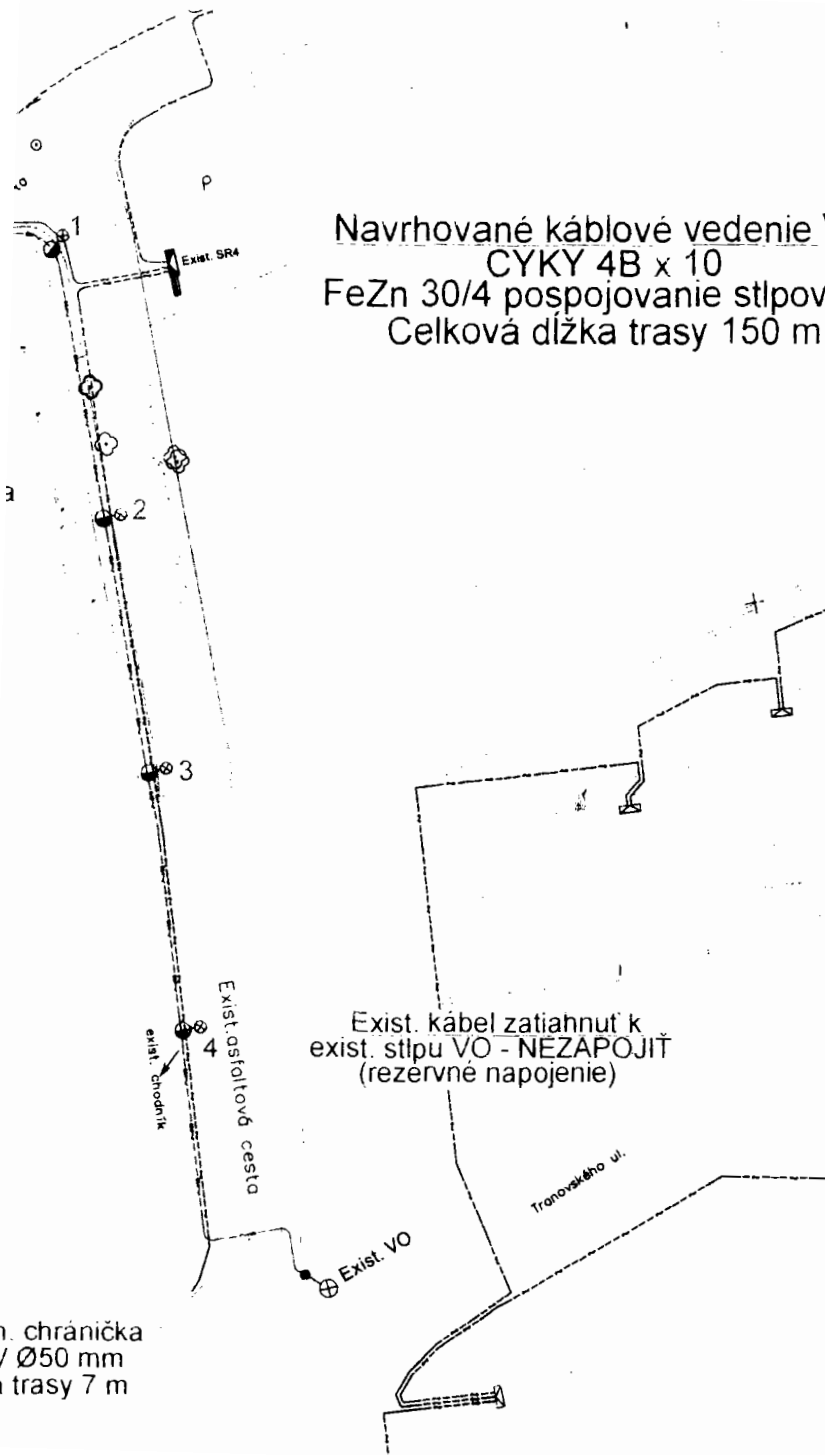 1
P
Exist. SR4
Navrhované káblové vedenie
CYKY 4B x 10
FeZn 30/4 pospojovanie stlpov
Celková dĺžka trasy 150 m
a
2
3
4
exist. chodník
Exist.asfaltová cesta
Exist. kábel zatiahnuť k
exist. stlpu VO - NEZAPOJIŤ
(rezervné napojenie)
Tranovského ul.
Exist. VO
chránička
Ø50 mm
trasy 7 m